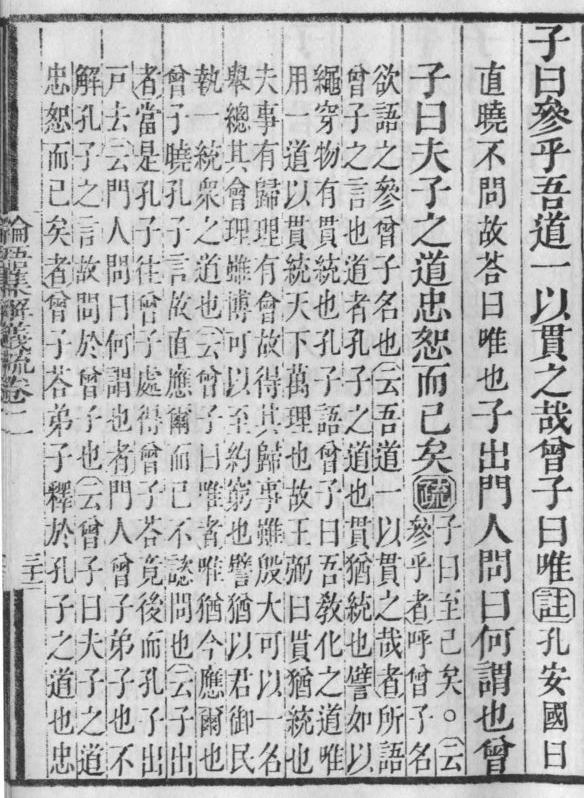 子曰參乎吾道一以貫之哉曾子曰唯註孔安國曰
直曉不問故荅曰唯也子出門人問曰何謂也曾
子曰夫子之道忠恕而已矣疏子曰至已矣。云
參乎者呼曾子名
欲語之參曾子名也云吾道一以貫之哉者所語
曾子之言也道者孔子之道也貫猶統也譬如以
繩穿物有貫統也孔子語曾子曰吾教化之道唯
用一道以貫統天下萬理也故王弼曰貫猶統也
夫事有歸理有會故得其歸事雖殷大可以一名
舉總其會理雖博可以至約窮也譬猶以君御民
執一統衆之道也云曾子曰唯者唯猶今應爾也
曾子曉孔子言故直應爾而已不諮問也云子出
者當是孔子往曾子處得曾子荅竟後而孔子出
戸去云門人問曰何謂也者門人曾子弟子也不
解孔子之言故問於曾子也云曾子曰夫子之道
忠恕而已矣者曾子荅弟子釋於孔子之道也忠
論語集解義疏卷二